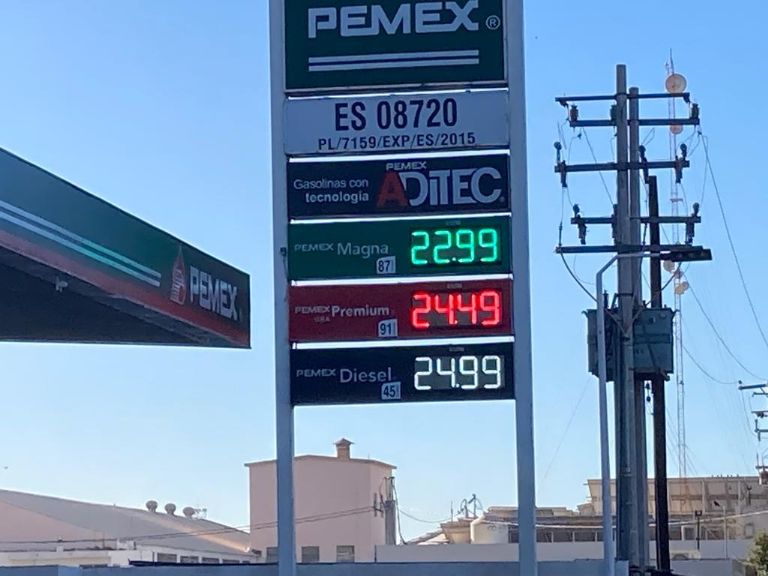 PEMEX®
ES 08720
PL/7159/EXP/ES/2015
PEMEX
Gasolinas con
tecnología
ADiTEC
PEMEX Magna
87
22.99
PEMEX Premium
91
24.49
PEMEX Diesel
45
24.99
PEMEX